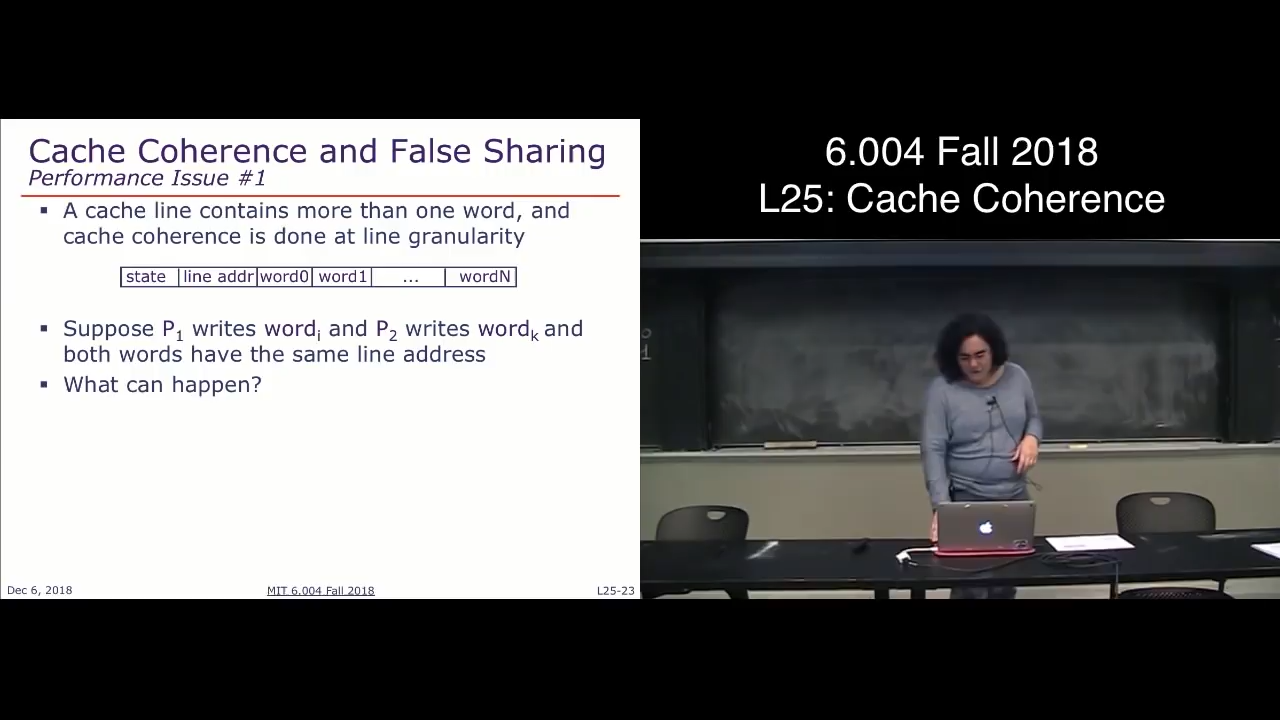 Cache Coherence and False Sharing
Performance Issue #1
▪ A cache line contains more than one word, and
cache coherence is done at line granularity
state line addr word0 word1 ... wordN
▪ Suppose P1 writes wordi and P2 writes wordk and
both words have the same line address
▪ What can happen?
Dec 6, 2018 MIT 6.004 Fall 2018 L25-23
6.004 Fall 2018
L25: Cache Coherence